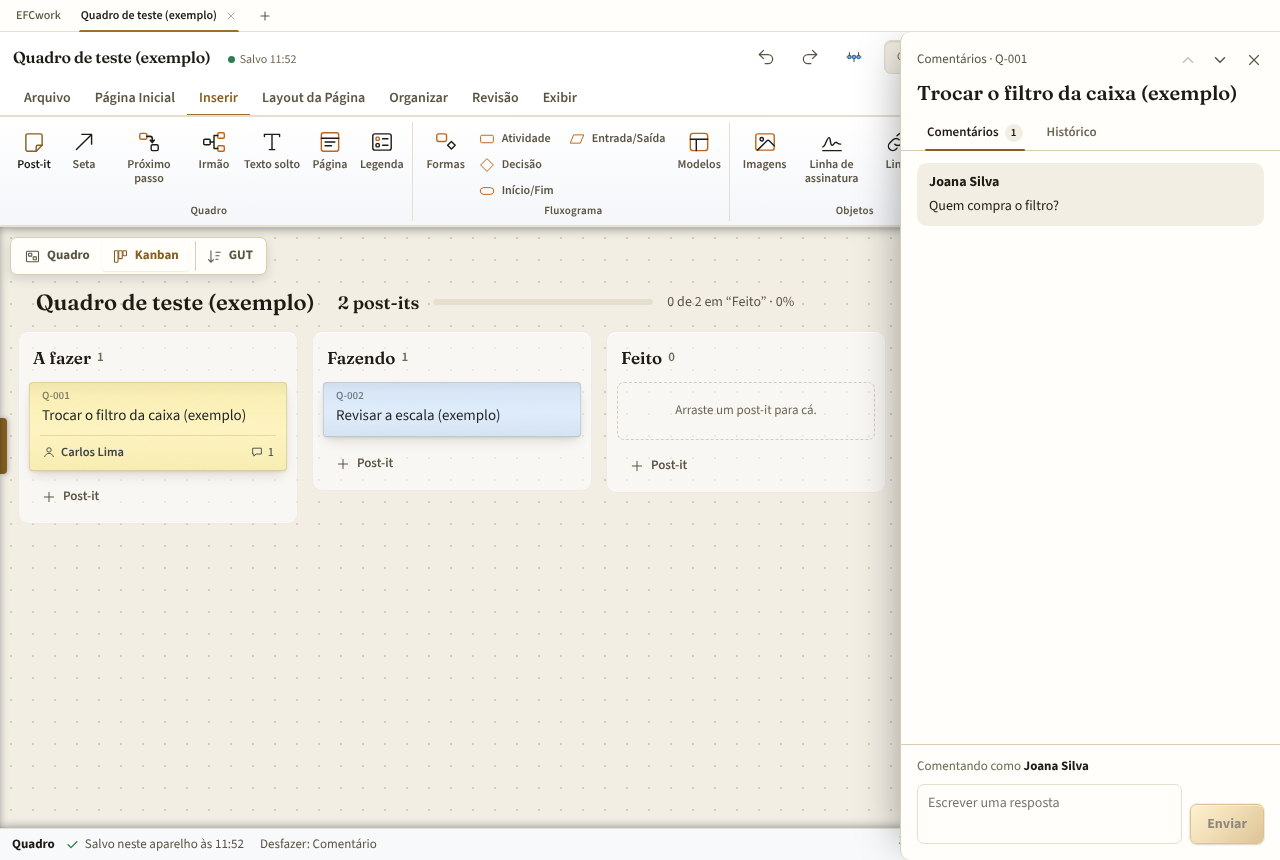 EFCwork
Quadro de teste (exemplo)
Quadro de teste (exemplo)
Salvo 11:52
Arquivo
Página Inicial
Inserir
Layout da Página
Organizar
Revisão
Exibir
Post-it
Seta
Próximo passo
Irmão
Texto solto
Página
Legenda
Quadro
Formas
Atividade
Entrada/Saída
Decisão
Início/Fim
Modelos
Fluxograma
Imagens
Linha de assinatura
Objetos
Quadro
Kanban
GUT
Quadro de teste (exemplo)
2 post-its
0 de 2 em “Feito” · 0%
A fazer 1
Q-001
Trocar o filtro da caixa (exemplo)
Carlos Lima
1
Post-it
Fazendo 1
Q-002
Revisar a escala (exemplo)
Post-it
Feito 0
Arraste um post-it para cá.
Post-it
Comentários · Q-001
Trocar o filtro da caixa (exemplo)
Comentários 1
Histórico
Joana Silva
Quem compra o filtro?
Comentando como Joana Silva
Escrever uma resposta
Enviar
Quadro
Salvo neste aparelho às 11:52
Desfazer: Comentário